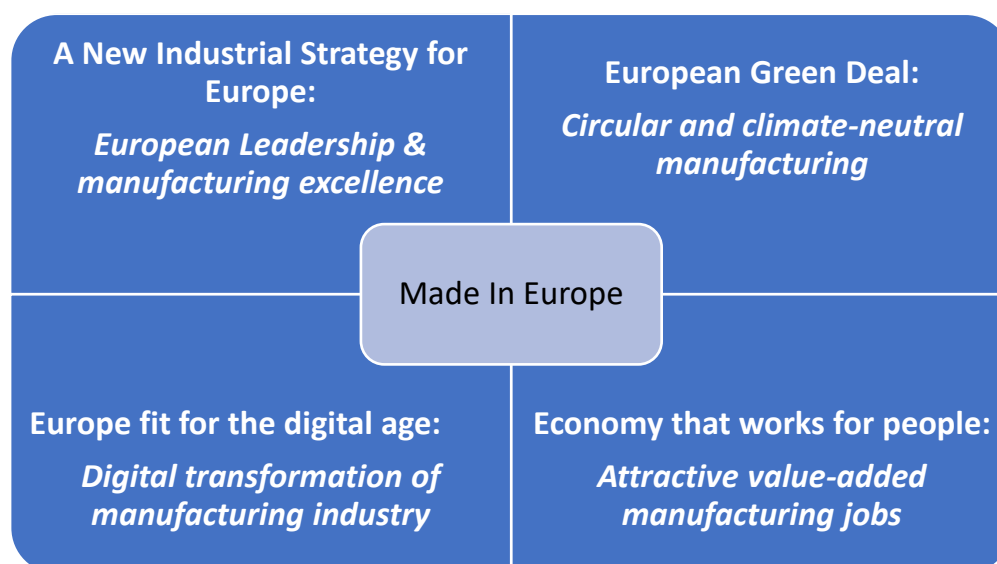 A New Industrial Strategy for
Europe:
European Leadership &
manufacturing excellence
European Green Deal:
Circular and climate-neutral
manufacturing
Made In Europe
Europe fit for the digital age:
Digital transformation of
manufacturing industry
Economy that works for people:
Attractive value-added
manufacturing jobs